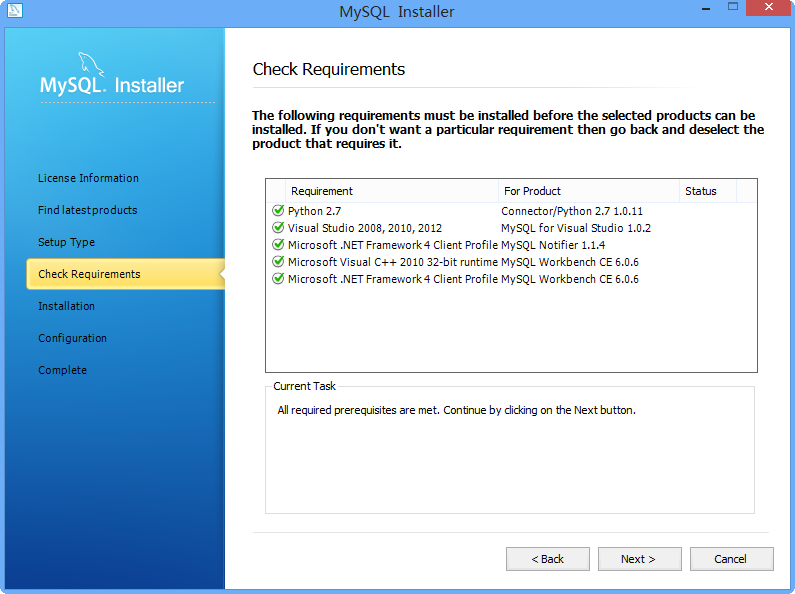 MySQL Installer
MySQL. Installer
License Information
Find latest products
Setup Type
Check Requirements
Installation
Configuration
Complete
Check Requirements
The following requirements must be installed before the selected products can be
installed. If you don't want a particular requirement then go back and deselect the
product that requires it.
Requirement For Product Status
Python 2.7 Connector/Python 2.7 1.0.11
Visual Studio 2008, 2010, 2012 MySQL for Visual Studio 1.0.2
Microsoft .NET Framework 4 Client Profile MySQL Notifier 1.1.4
Microsoft Visual C++ 2010 32-bit runtime MySQL Workbench CE 6.0.6
Microsoft .NET Framework 4 Client Profile MySQL Workbench CE 6.0.6
Current Task
All required prerequisites are met. Continue by clicking on the Next button.
< Back Next > Cancel